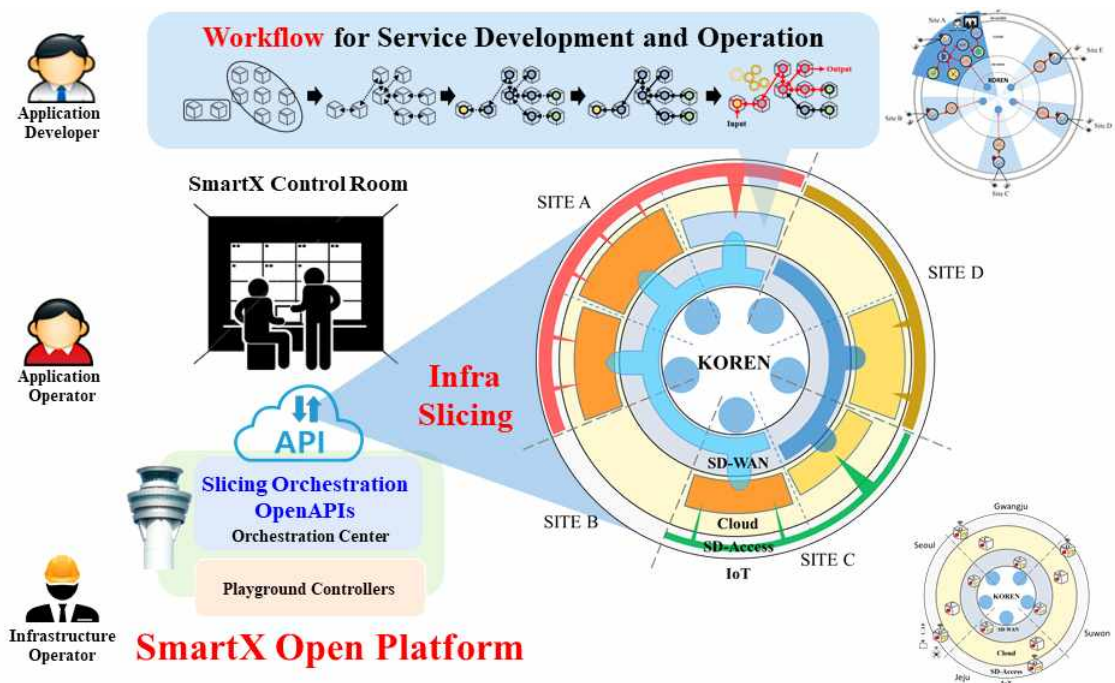 Workflow for Service Development and Operation
Output
Input
Application
Developer
SmartX Control Room
Application
Operator
Infra
Slicing
API
Slicing Orchestration
OpenAPIs
Orchestration Center
Playground Controllers
Infrastructure
Operator
SmartX Open Platform
SITE A
SITE D
SITE B
SITE C
KOREN
SD-WAN
Cloud
SD-Access
IoT
Site A
Site E
KOREN
Site B
Site D
Site C
Gwangju
Seoul
KOREN
SD-WAN
Suwon
Cloud
SD-Access
Jeju